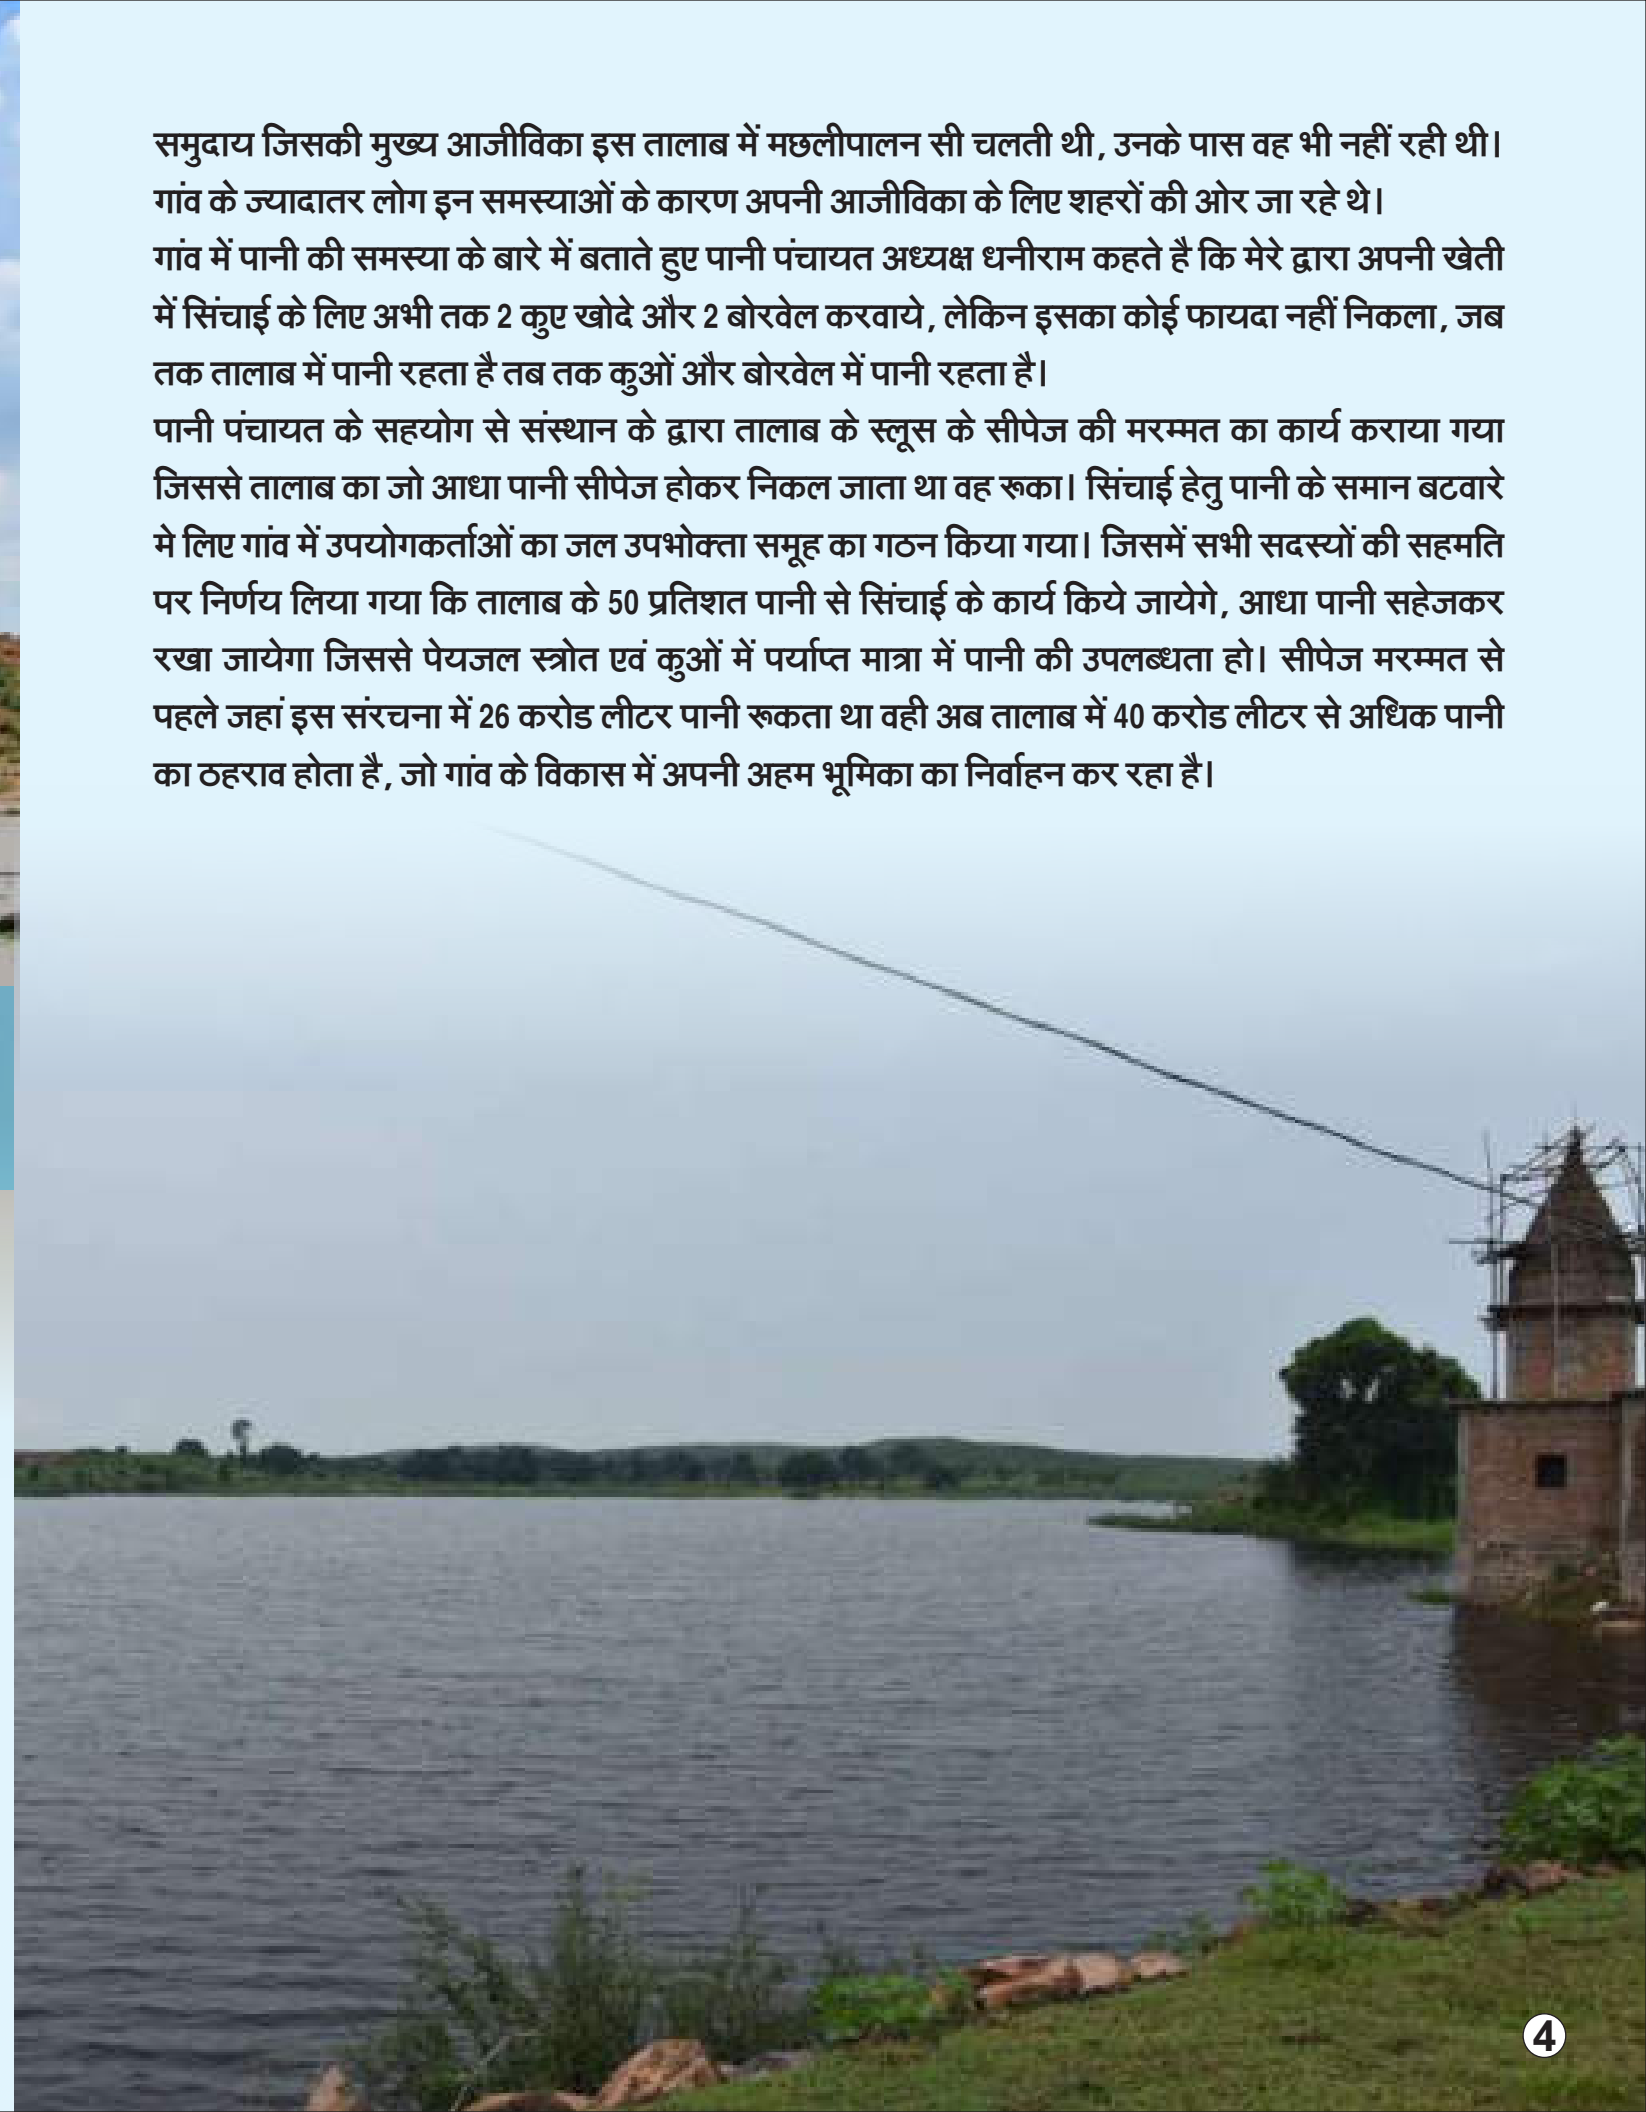 समुदाय जिसकी मुख्य आजीविका इस तालाब में मछलीपालन सी चलती थी, उनके पास वह भी नहीं रही थी।
गांव के ज्यादातर लोग इन समस्याओं के कारण अपनी आजीविका के लिए शहरों की ओर जा रहे थे।
गांव में पानी की समस्या के बारे में बताते हुए पानी पंचायत अध्यक्ष धनीराम कहते है कि मेरे द्वारा अपनी खेती
में सिंचाई के लिए अभी तक 2 कुए खोदे और 2 बोरवेल करवाये, लेकिन इसका कोई फायदा नहीं निकला, जब
तक तालाब में पानी रहता है तब तक कुओं और बोरवेल में पानी रहता है।
पानी पंचायत के सहयोग से संस्थान के द्वारा तालाब के स्लूस के सीपेज की मरम्मत का कार्य कराया गया
जिससे तालाब का जो आधा पानी सीपेज होकर निकल जाता था वह रूका। सिंचाई हेतु पानी के समान बटवारे
मे लिए गांव में उपयोगकर्ताओं का जल उपभोक्ता समूह का गठन किया गया। जिसमें सभी सदस्यों की सहमति
पर निर्णय लिया गया कि तालाब के 50 प्रतिशत पानी से सिंचाई के कार्य किये जायेगे, आधा पानी सहेजकर
रखा जायेगा जिससे पेयजल स्त्रोत एवं कुओं में पर्याप्त मात्रा में पानी की उपलब्धता हो। सीपेज मरम्मत से
पहले जहां इस संरचना में 26 करोड लीटर पानी रूकता था वही अब तालाब में 40 करोड लीटर से अधिक पानी
का ठहराव होता है, जो गांव के विकास में अपनी अहम भूमिका का निर्वाहन कर रहा है।
4